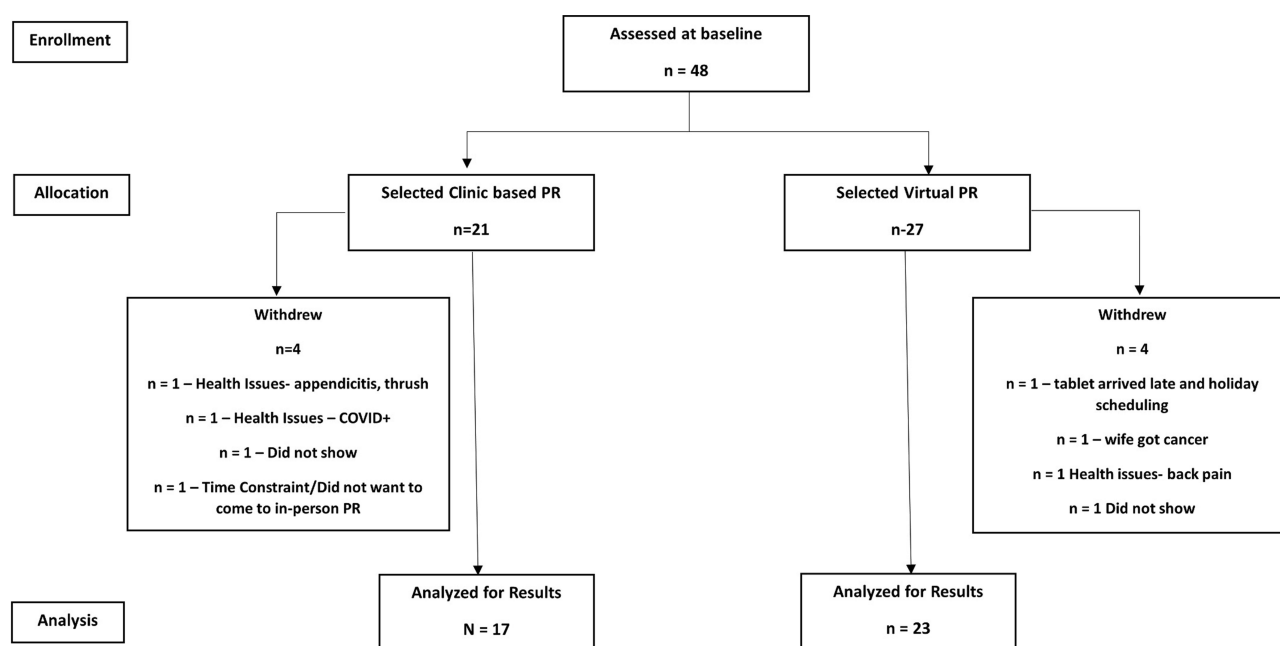 Enrollment
Assessed at baseline
n = 48
Allocation
Selected Clinic based PR
n=21
Selected Virtual PR
n-27
Withdrew
n=4
n = 1 – Health Issues- appendicitis, thrush
n = 1 – Health Issues – COVID+
n = 1 – Did not show
n = 1 – Time Constraint/Did not want to
come to in-person PR
Withdrew
n = 4
n = 1 – tablet arrived late and holiday
scheduling
n = 1 – wife got cancer
n = 1 Health issues- back pain
n = 1 Did not show
Analysis
Analyzed for Results
N = 17
Analyzed for Results
n = 23